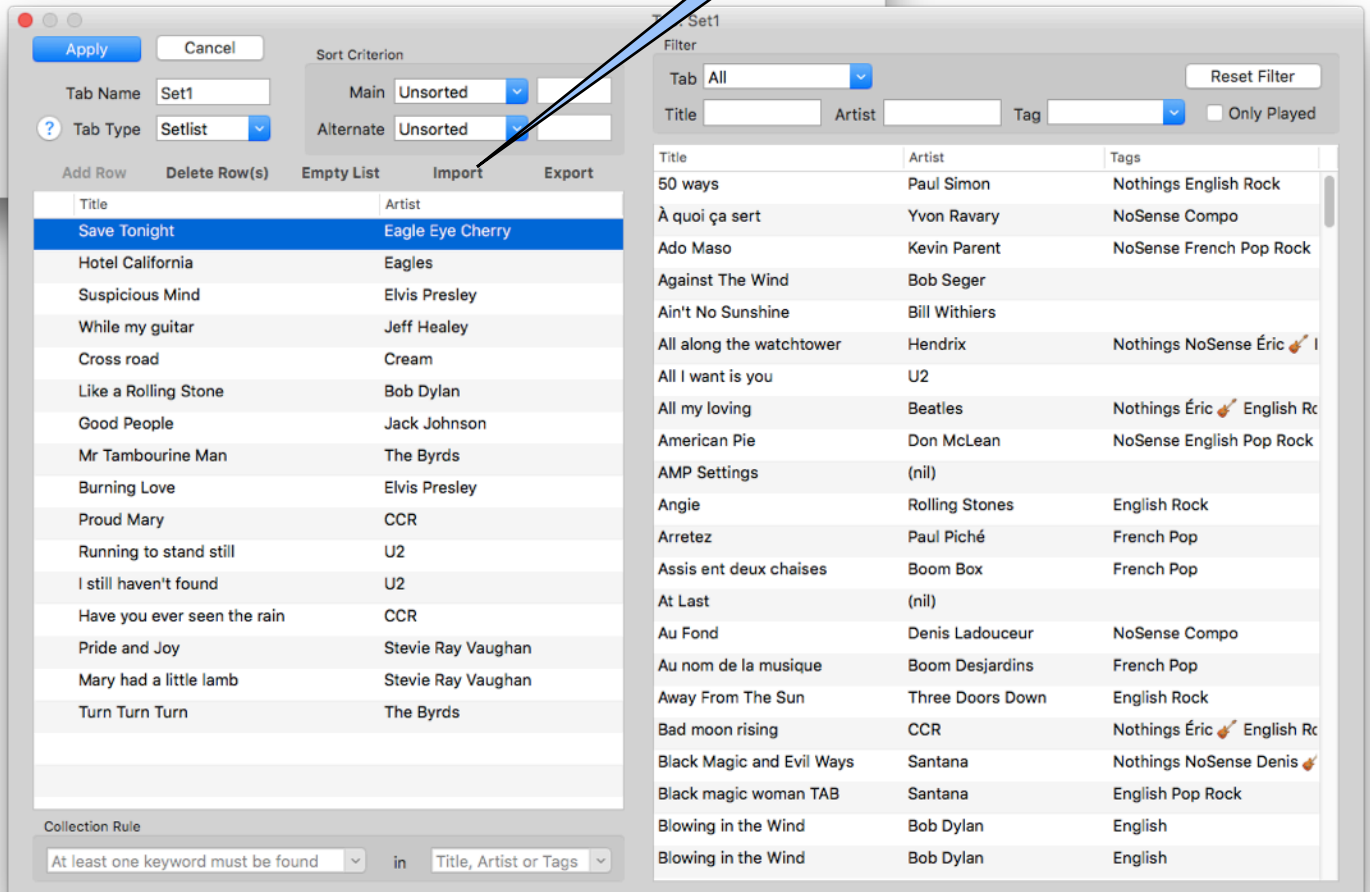 Set1
Apply Cancel
Sort Criterion
Filter
Tab Name Set1
Main Unsorted
Tab All
Reset Filter
? Tab Type Setlist
Alternate Unsorted
Title Artist Tag Only Played
Add Row Delete Row(s) Empty List Import Export
Title Artist
Save Tonight Eagle Eye Cherry
Hotel California Eagles
Suspicious Mind Elvis Presley
While my guitar Jeff Healey
Cross road Cream
Like a Rolling Stone Bob Dylan
Good People Jack Johnson
Mr Tambourine Man The Byrds
Burning Love Elvis Presley
Proud Mary CCR
Running to stand still U2
I still haven't found U2
Have you ever seen the rain CCR
Pride and Joy Stevie Ray Vaughan
Mary had a little lamb Stevie Ray Vaughan
Turn Turn Turn The Byrds
Collection Rule
At least one keyword must be found in Title, Artist or Tags
Title Artist Tags
50 ways Paul Simon Nothings English Rock
À quoi ça sert Yvon Ravary NoSense Compo
Ado Maso Kevin Parent NoSense French Pop Rock
Against The Wind Bob Seger
Ain't No Sunshine Bill Withiers
All along the watchtower Hendrix Nothings NoSense Éric 🎸
All I want is you U2
All my loving Beatles Nothings Éric 🎸 English
American Pie Don McLean NoSense English Pop Rock
AMP Settings (nil)
Angie Rolling Stones English Rock
Arretez Paul Piché French Pop
Assis ent deux chaises Boom Box French Pop
At Last (nil)
Au Fond Denis Ladouceur NoSense Compo
Au nom de la musique Boom Desjardins French Pop
Away From The Sun Three Doors Down English Rock
Bad moon rising CCR Nothings Éric 🎸 English
Black Magic and Evil Ways Santana Nothings NoSense Denis 🎸
Black magic woman TAB Santana English Pop Rock
Blowing in the Wind Bob Dylan English
Blowing in the Wind Bob Dylan English